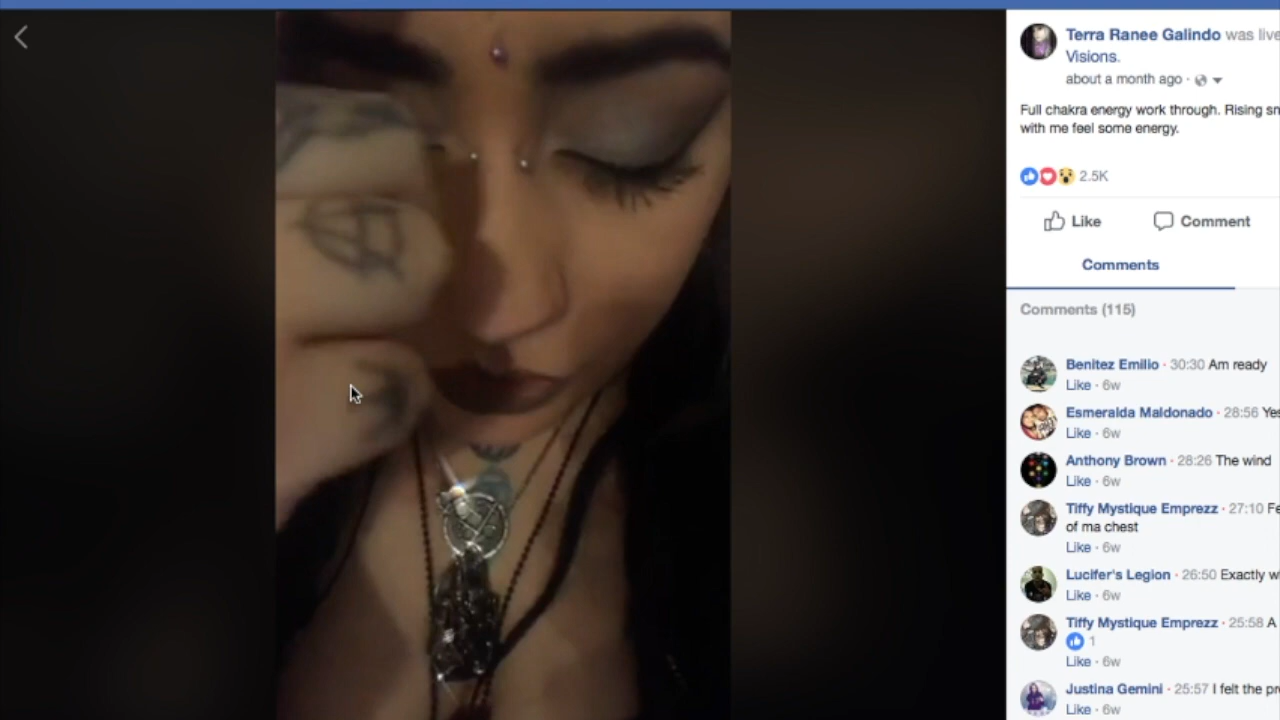 Terra Ranee Galindo was live
Visions.
about a month ago
Full chakra energy work through. Rising
with me feel some energy.
2.5K
Like
Comment
Comments
Comments (115)
Benitez Emilio · 30:30 Am ready
Like · 6w
Esmeralda Maldonado · 28:56
Like · 6w
Anthony Brown · 28:26 The wind
Like · 6w
Tiffy Mystique Emprezz · 27:10
of ma chest
Like · 6w
Lucifer's Legion · 26:50 Exactly
Like · 6w
Tiffy Mystique Emprezz · 25:58 A
1
Like · 6w
Justina Gemini · 25:57 I felt the
Like · 6w